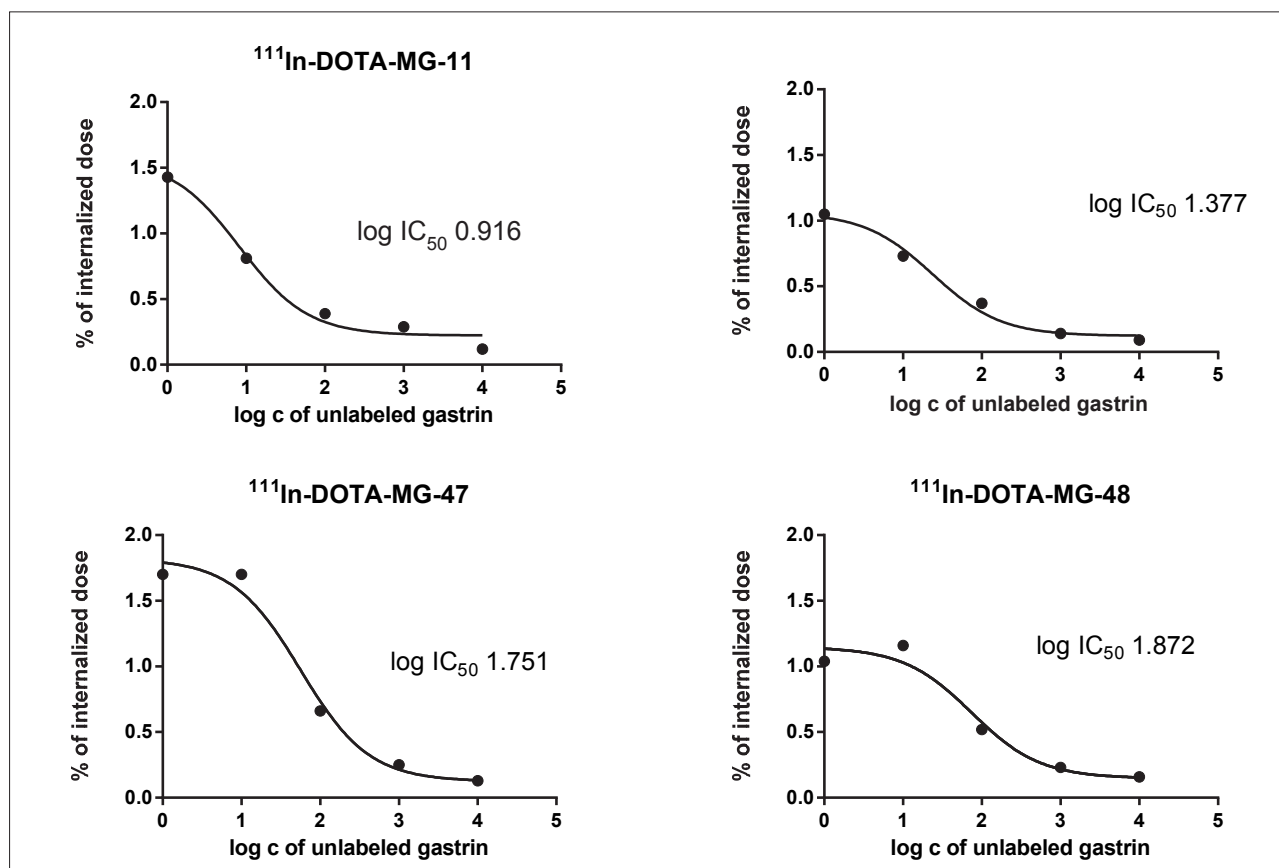 ¹¹¹In-DOTA-MG-11
% of internalized dose
2.0
1.5
1.0
0.5
0.0
log IC₅₀ 0.916
0 1 2 3 4 5
log c of unlabeled gastrin
% of internalized dose
2.0
1.5
1.0
0.5
0.0
log IC₅₀ 1.377
0 1 2 3 4 5
log c of unlabeled gastrin
¹¹¹In-DOTA-MG-47
% of internalized dose
2.0
1.5
1.0
0.5
0.0
log IC₅₀ 1.751
0 1 2 3 4 5
log c of unlabeled gastrin
¹¹¹In-DOTA-MG-48
% of internalized dose
2.0
1.5
1.0
0.5
0.0
log IC₅₀ 1.872
0 1 2 3 4 5
log c of unlabeled gastrin